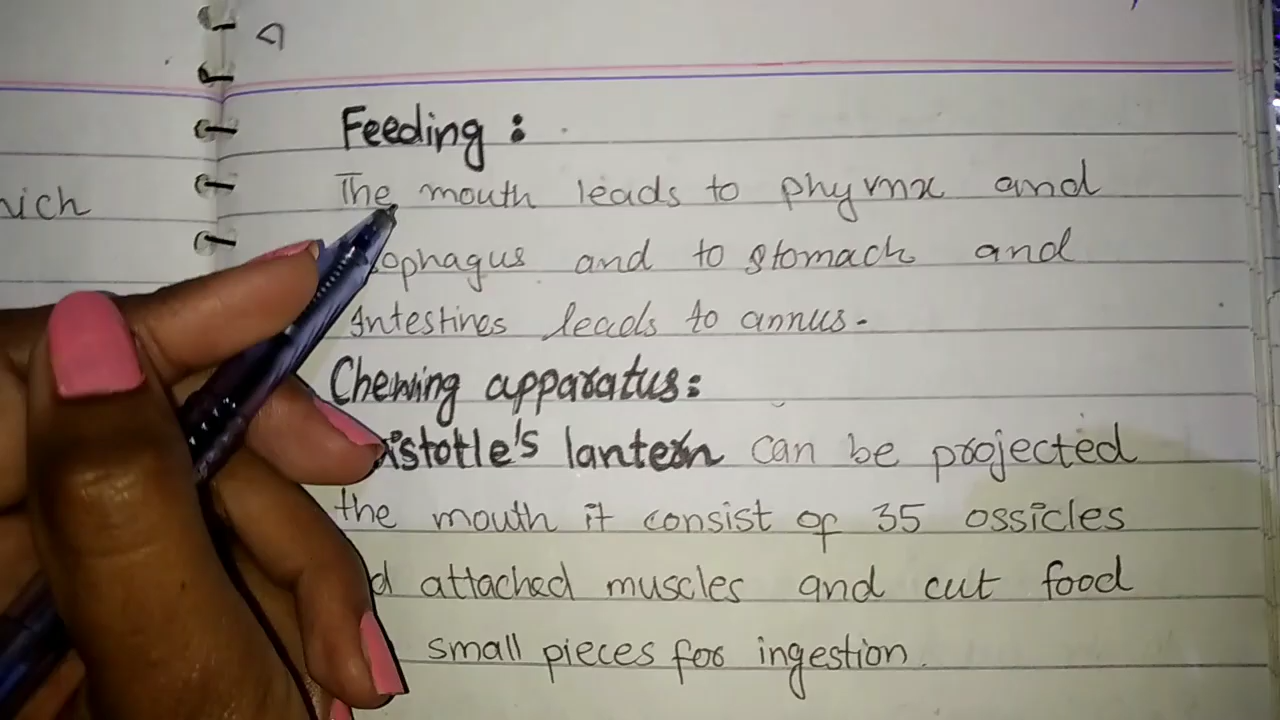 hich
Feeding :
The mouth leads to phyrnx and
ophagus and to stomach and
Intestines leads to annus.
Chewing apparatus:
istotle's lantern can be projected
the mouth it consist of 35 ossicles
d attached muscles and cut food
small pieces for ingestion.